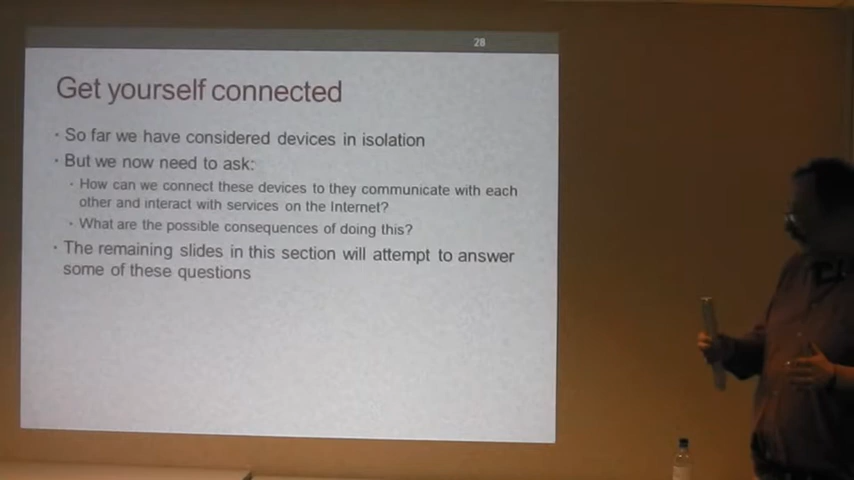 28
Get yourself connected
• So far we have considered devices in isolation
• But we now need to ask:
• How can we connect these devices to they communicate with each
other and interact with services on the Internet?
• What are the possible consequences of doing this?
• The remaining slides in this section will attempt to answer
some of these questions